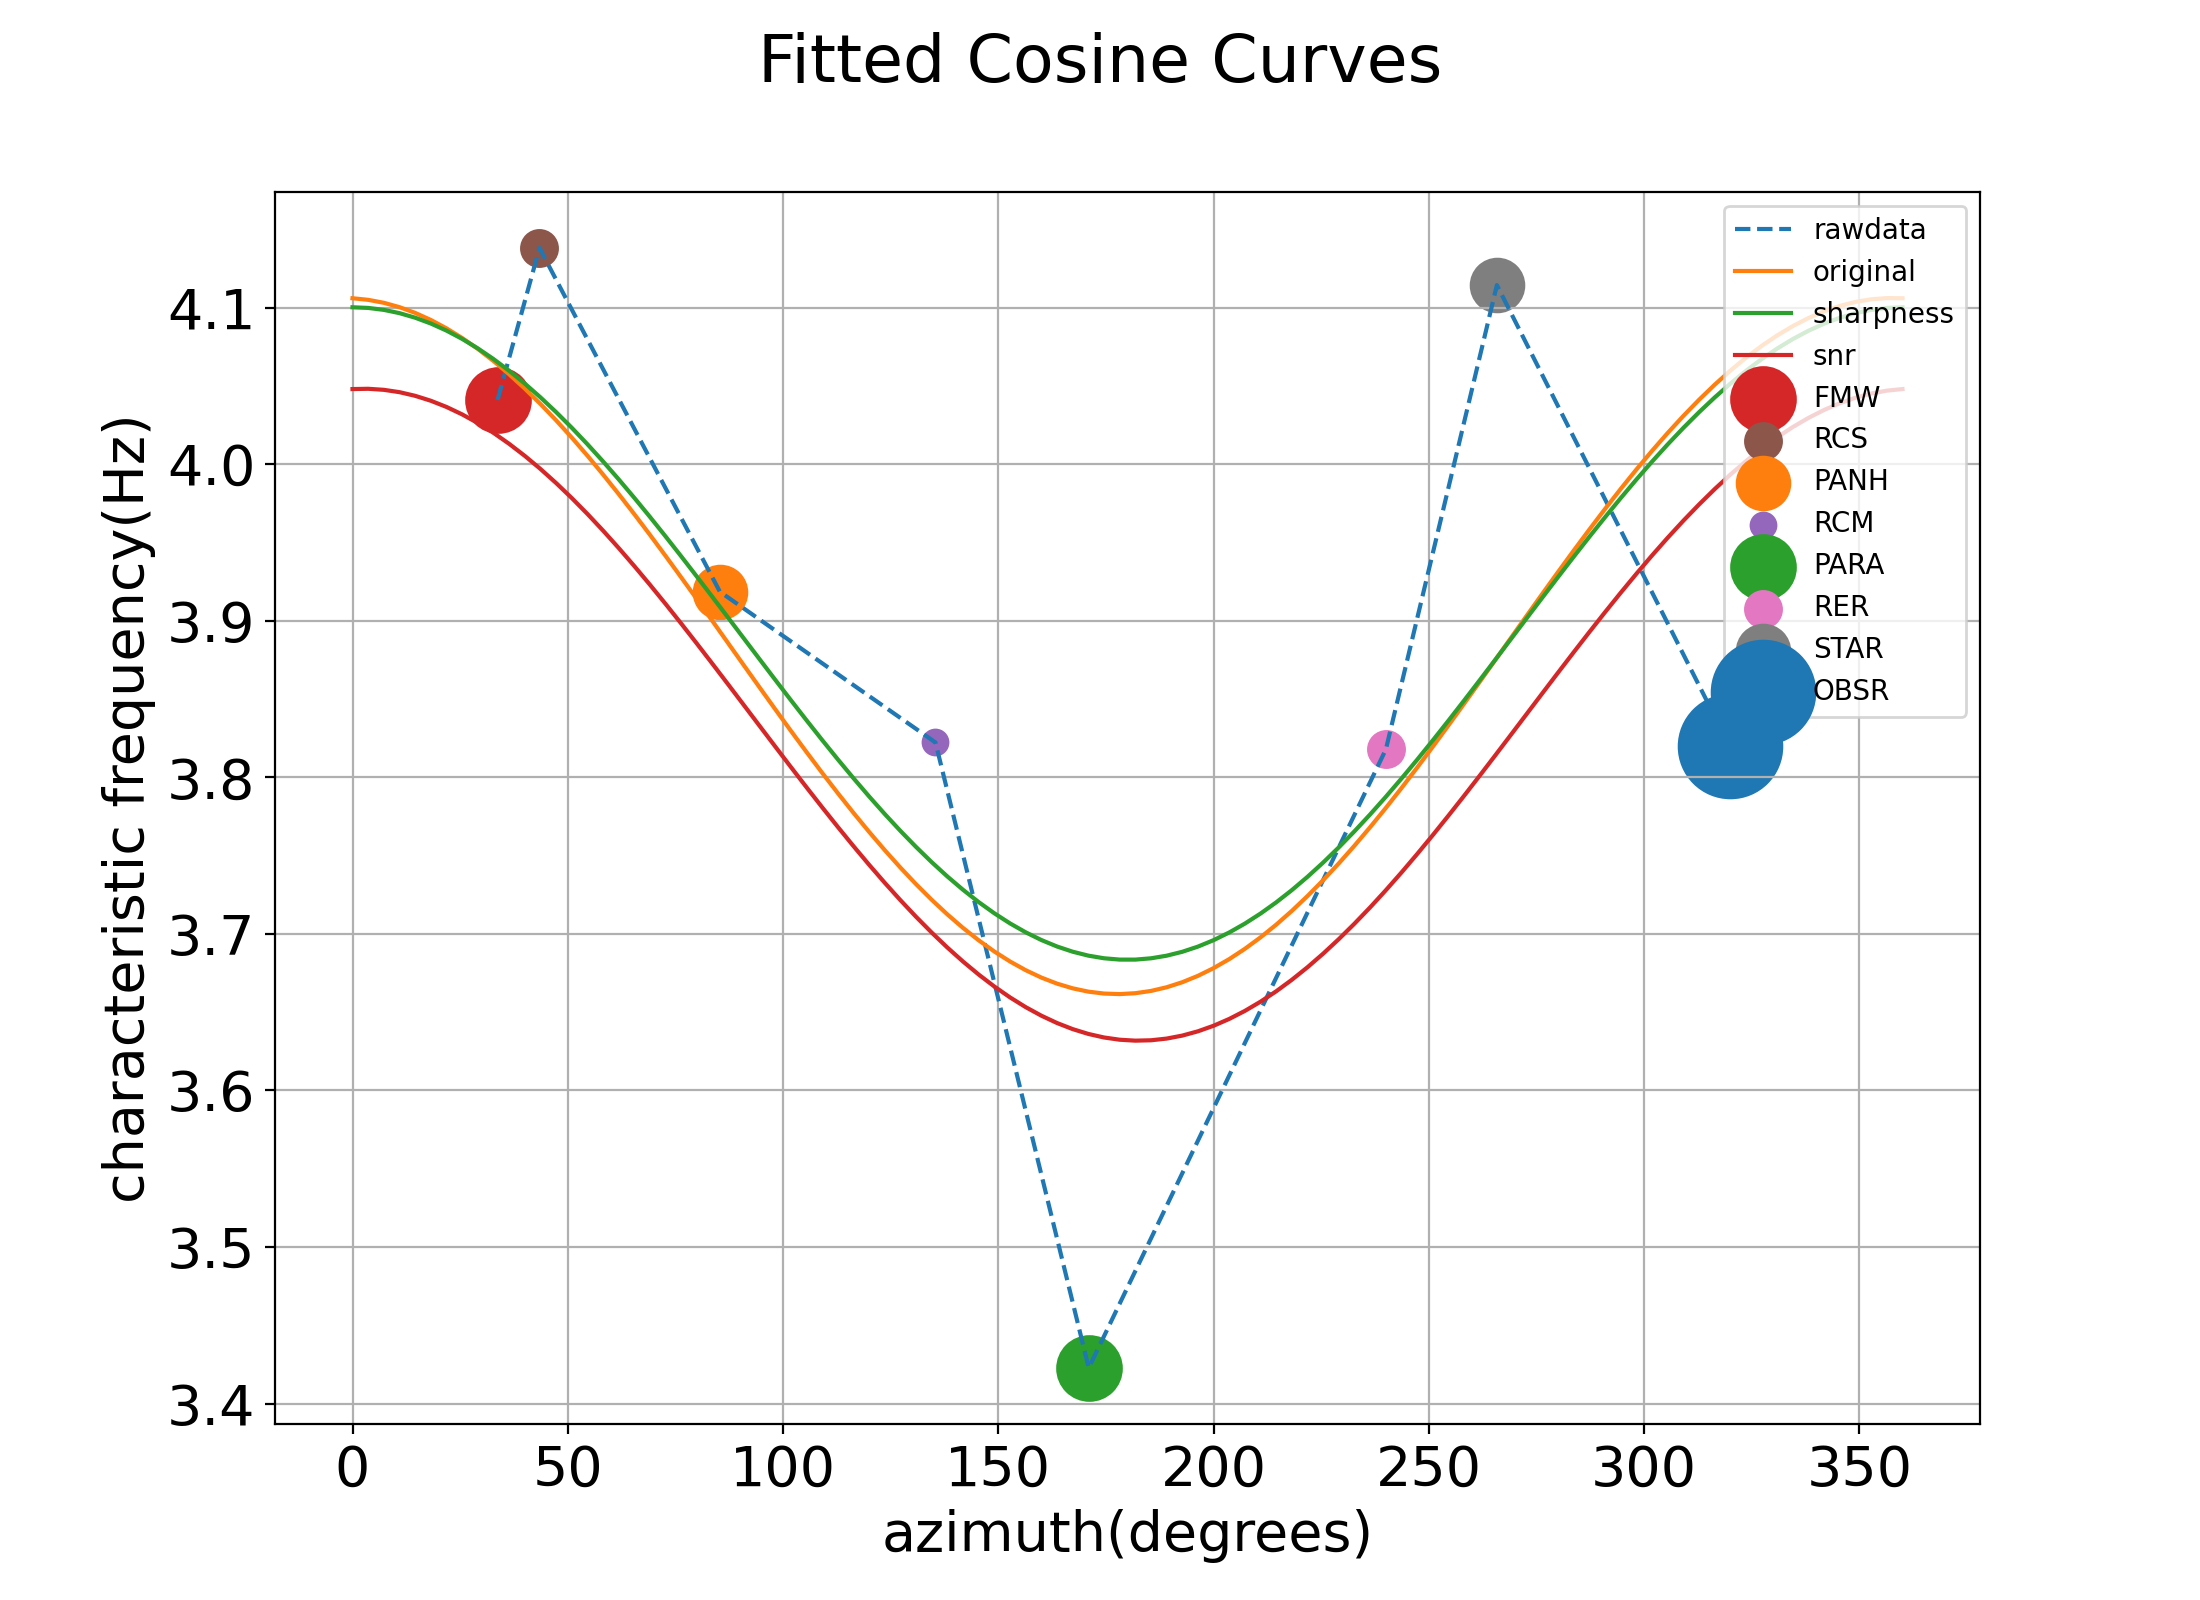 Fitted Cosine Curves
rawdata
original
sharpness
snr
FMW
RCS
PANH
RCM
PARA
RER
STAR
OBSR
4.1
4.0
3.9
3.8
3.7
3.6
3.5
3.4
characteristic frequency(Hz)
0 50 100 150 200 250 300 350
azimuth(degrees)